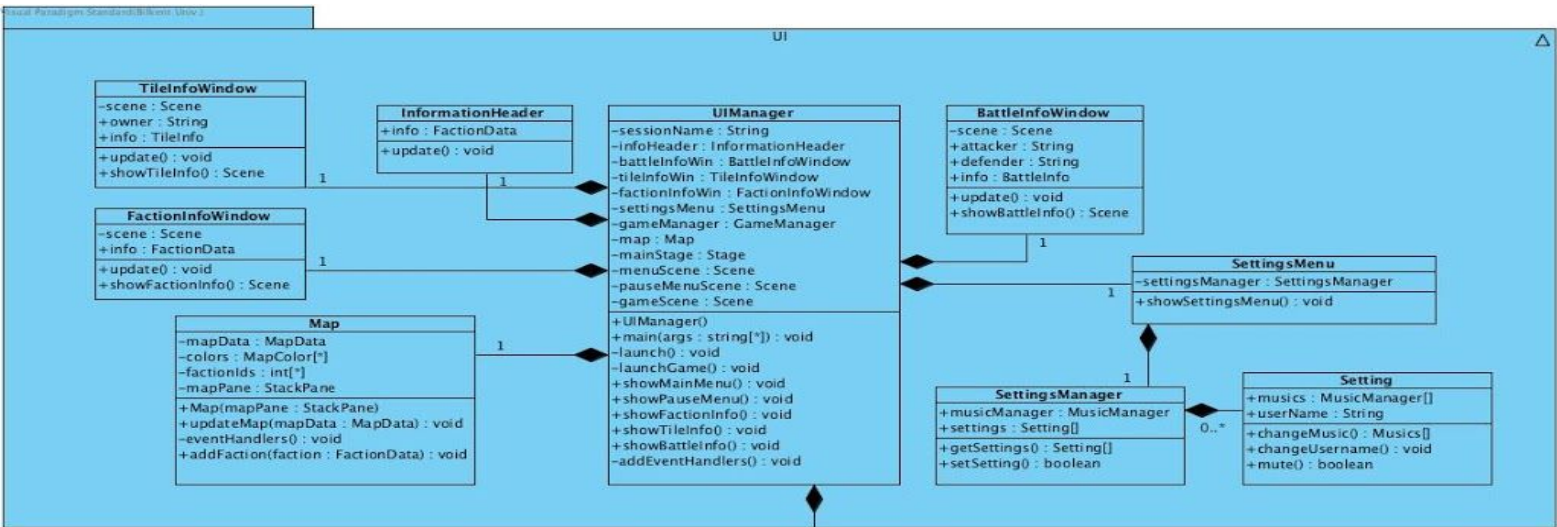 Visual Paradigm Standard(Bilkent Univ.)
UI
TileInfoWindow
-scene : Scene
+owner : String
+info : TileInfo
+update() : void
+showTileInfo() : Scene
1
InformationHeader
+info : FactionData
+update() : void
1
UIManager
-sessionName : String
-infoHeader : InformationHeader
-battleInfoWin : BattleInfoWindow
-tileInfoWin : TileInfoWindow
-factionInfoWin : FactionInfoWindow
-settingsMenu : SettingsMenu
-gameManager : GameManager
-map : Map
-mainStage : Stage
-menuScene : Scene
-pauseMenuScene : Scene
-gameScene : Scene
+UIManager()
+main(args : string[*]) : void
-launch() : void
-launchGame() : void
+showMainMenu() : void
+showPauseMenu() : void
+showFactionInfo() : void
+showTileInfo() : void
+showBattleInfo() : void
-addEventHandlers() : void
BattleInfoWindow
-scene : Scene
+attacker : String
+defender : String
+info : BattleInfo
+update() : void
+showBattleInfo() : Scene
1
FactionInfoWindow
-scene : Scene
+info : FactionData
+update() : void
+showFactionInfo() : Scene
1
SettingsMenu
-settingsManager : SettingsManager
+showSettingsMenu() : void
1
Map
-mapData : MapData
-colors : MapColor[*]
-factionIds : int[*]
-mapPane : StackPane
+Map(mapPane : StackPane)
+updateMap(mapData : MapData) : void
-eventHandlers() : void
+addFaction(faction : FactionData) : void
1
1
SettingsManager
+musicManager : MusicManager
+settings : Setting[]
+getSettings() : Setting[]
+setSetting() : boolean
0..*
Setting
+musics : MusicManager[]
+userName : String
+changeMusic() : Musics[]
+changeUsername() : void
+mute() : boolean